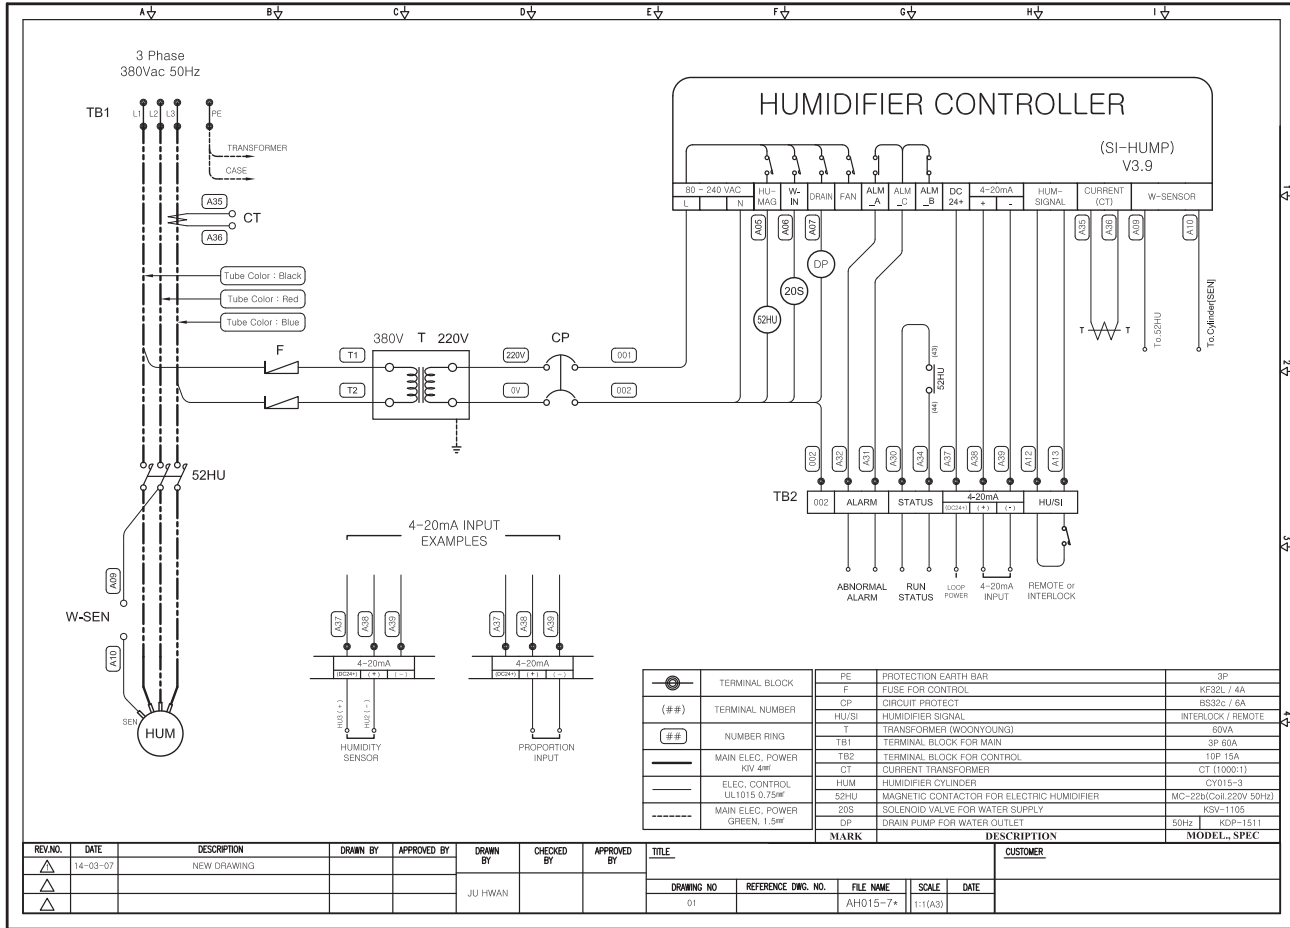 A B C D E F G H I
3 Phase
380Vac 50Hz
TB1
L1 L2 L3 PE
TRANSFORMER
CASE
A35
CT
A36
Tube Color : Black
Tube Color : Red
Tube Color : Blue
HUMIDIFIER CONTROLLER
(SI-HUMP)
V3.9
80 - 240 VAC
L N
HU-
MAG
W-
IN
DRAIN
FAN
ALM
_A
ALM
_C
ALM
_B
DC
24+
4-20mA
+ -
HUM-
SIGNAL
CURRENT
(CT)
W-SENSOR
A05 A06 A07 A35 A36 A09 A10
DP
20S
52HU
T T
To.52HU
To.Cylinder[SEN]
1
2
3
4
F
T1
T2
380V T 220V
220V
0V
CP
001
002
(43)
52HU
(44)
52HU
002 A32 A31 A30 A34 A37 A38 A39 A12 A13
TB2
002 ALARM STATUS 4-20mA HU/SI
(DC24+) (+) (-)
ABNORMAL
ALARM
RUN
STATUS
LOOP
POWER
4-20mA
INPUT
REMOTE or
INTERLOCK
A09
W-SEN
A10
SEN
HUM
4-20mA INPUT
EXAMPLES
A37 A38 A39
4-20mA
(DC24+) (+) (-)
HU3 (+) HU2 (-)
HUMIDITY
SENSOR
A37 A38 A39
4-20mA
(DC24+) (+) (-)
PROPORTION
INPUT
TERMINAL BLOCK
(##) TERMINAL NUMBER
## NUMBER RING
MAIN ELEC, POWER
KIV 4㎟
ELEC, CONTROL
UL1015 0.75㎟
MAIN ELEC, POWER
GREEN, 1.5㎟
PE PROTECTION EARTH BAR 3P
F FUSE FOR CONTROL KF32L / 4A
CP CIRCUIT PROTECT BS32c / 6A
HU/SI HUMIDIFIER SIGNAL INTERLOCK / REMOTE
T TRANSFORMER (WOONYOUNG) 60VA
TB1 TERMINAL BLOCK FOR MAIN 3P 60A
TB2 TERMINAL BLOCK FOR CONTROL 10P 15A
CT CURRENT TRANSFORMER CT (1000:1)
HUM HUMIDIFIER CYLINDER CY015-3
52HU MAGNETIC CONTACTOR FOR ELECTRIC HUMIDIFIER MC-22b(Coil.220V 50Hz)
20S SOLENOID VALVE FOR WATER SUPPLY KSV-1105
DP DRAIN PUMP FOR WATER OUTLET 50Hz KDP-1511
MARK DESCRIPTION MODEL., SPEC
REV.NO. DATE DESCRIPTION DRAWN BY APPROVED BY
1 14-03-07 NEW DRAWING
DRAWN
BY
CHECKED
BY
APPROVED
BY
JU HWAN
TITLE
CUSTOMER
DRAWING NO REFERENCE DWG. NO. FILE NAME SCALE DATE
01 AH015-7* 1:1(A3)